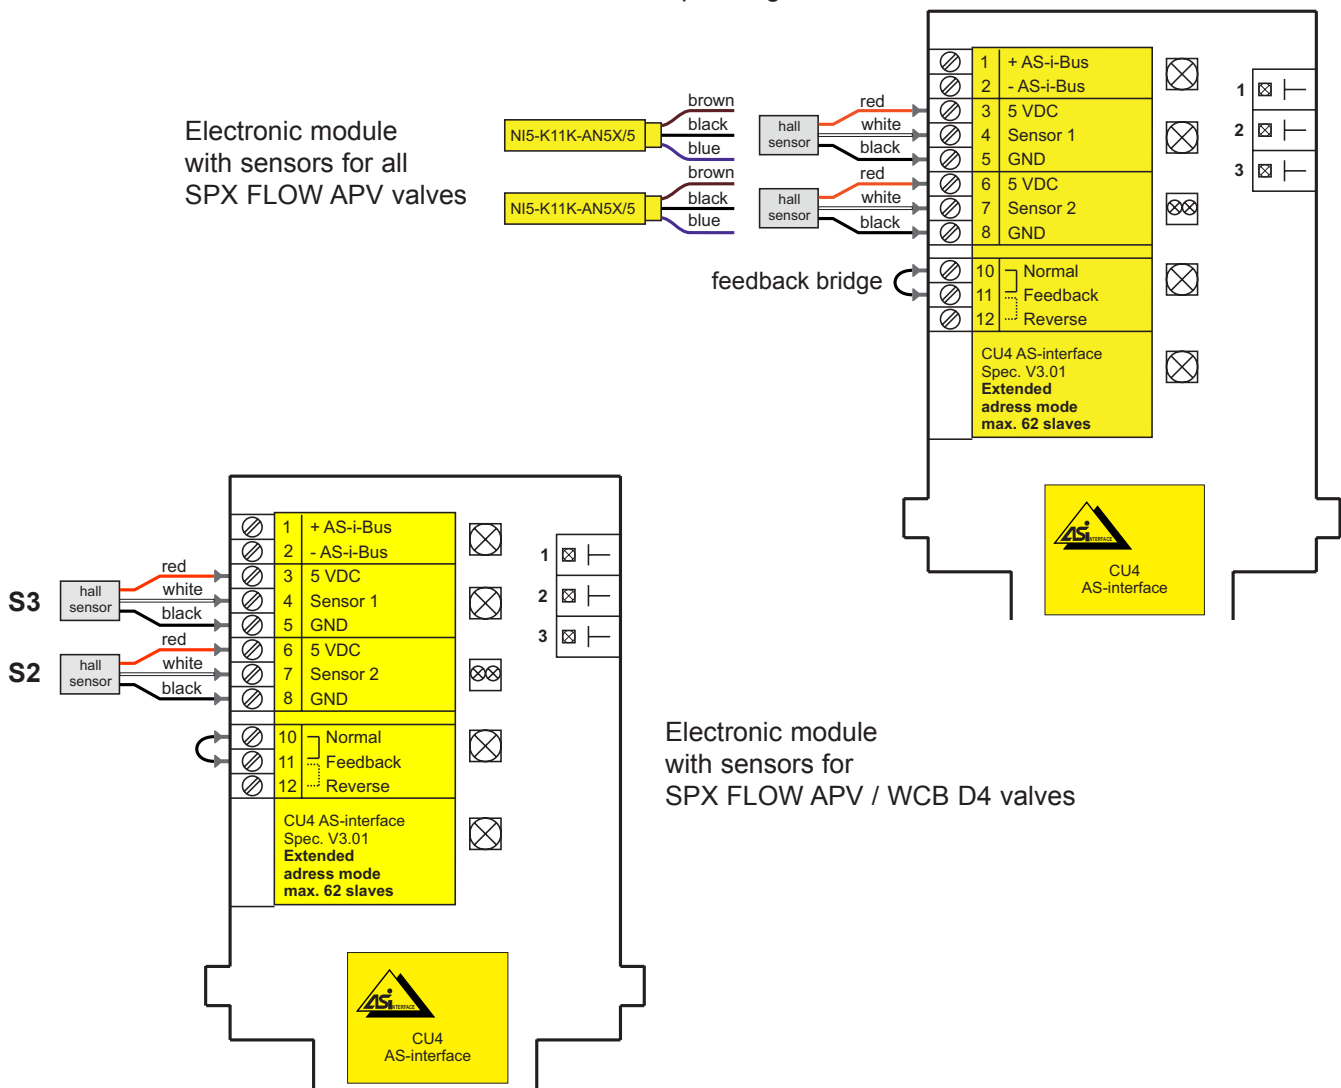 Electronic module
with sensors for all
SPX FLOW APV valves
NI5-K11K-AN5X/5
brown
black
blue
NI5-K11K-AN5X/5
brown
black
blue
hall
sensor
red
white
black
hall
sensor
red
white
black
feedback bridge
1 + AS-i-Bus
2 - AS-i-Bus
3 5 VDC
4 Sensor 1
5 GND
6 5 VDC
7 Sensor 2
8 GND
10 Normal
11 Feedback
12 Reverse
CU4 AS-interface
Spec. V3.01
Extended
adress mode
max. 62 slaves
1
2
3
ASi INTERFACE
CU4
AS-interface
S3
hall
sensor
red
white
black
S2
hall
sensor
red
white
black
1 + AS-i-Bus
2 - AS-i-Bus
3 5 VDC
4 Sensor 1
5 GND
6 5 VDC
7 Sensor 2
8 GND
10 Normal
11 Feedback
12 Reverse
CU4 AS-interface
Spec. V3.01
Extended
adress mode
max. 62 slaves
1
2
3
Electronic module
with sensors for
SPX FLOW APV / WCB D4 valves
ASi INTERFACE
CU4
AS-interface